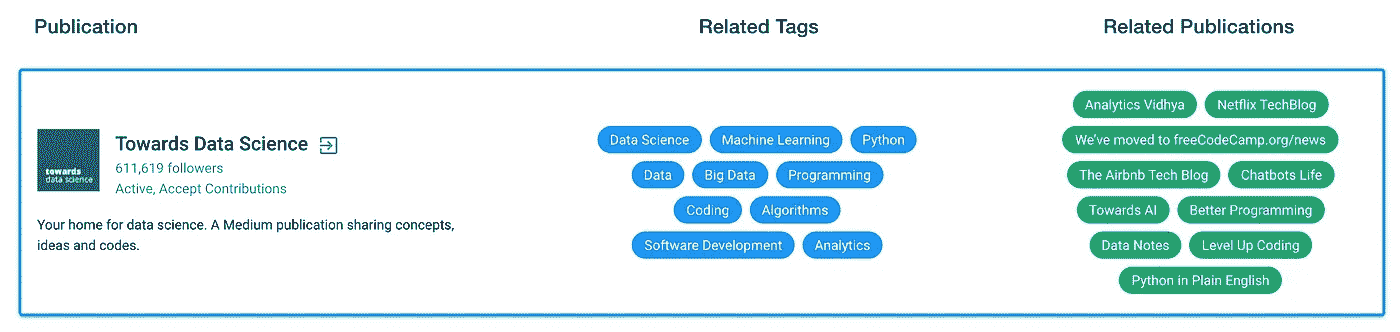 Publication
Related Tags
Related Publications
towards
data science
Towards Data Science
611,619 followers
Active, Accept Contributions
Your home for data science. A Medium publication sharing concepts,
ideas and codes.
Data Science Machine Learning Python
Data Big Data Programming
Coding Algorithms
Software Development Analytics
Analytics Vidhya Netflix TechBlog
We've moved to freeCodeCamp.org/news
The Airbnb Tech Blog Chatbots Life
Towards AI Better Programming
Data Notes Level Up Coding
Python in Plain English